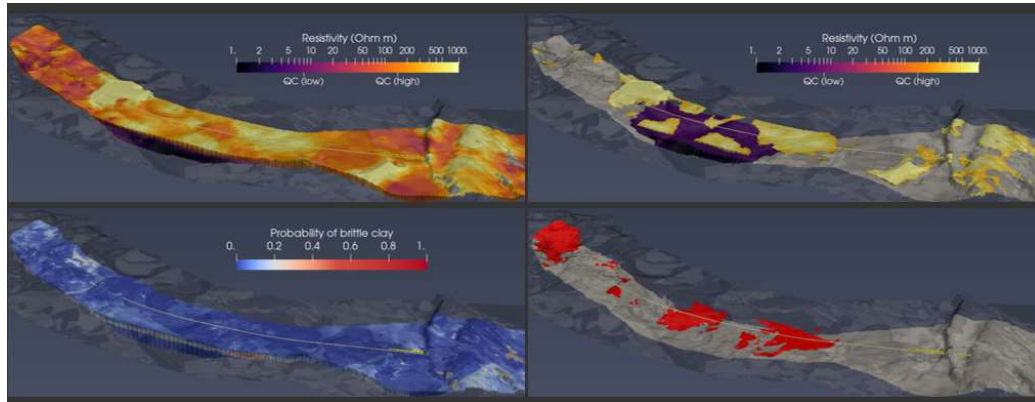 Resistivity (Ohm m)
1. 2 5 10 20 50 100 200 500 1000.
QC (low) QC (high)
Resistivity (Ohm m)
1. 2 5 10 20 50 100 200 500 1000.
QC (low) QC (high)
Probability of brittle clay
0. 0.2 0.4 0.6 0.8 1.